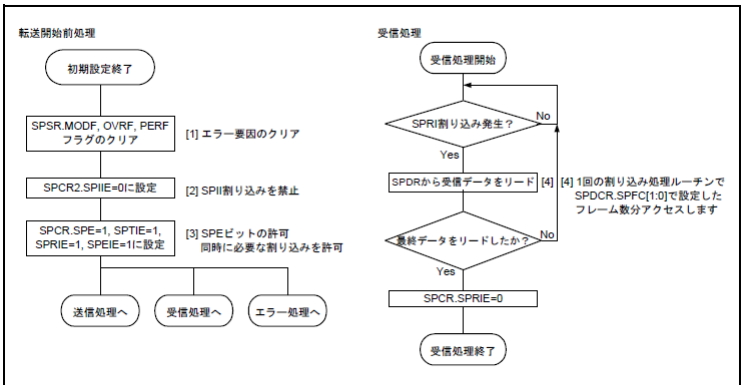 転送開始前処理
初期設定終了
SPSR.MODF, OVRF, PERF
フラグのクリア
[1] エラー要因のクリア
SPCR2.SPIIE=0に設定
[2] SPII割り込みを禁止
SPCR.SPE=1, SPTIE=1,
SPRIE=1, SPEIE=1に設定
[3] SPEビットの許可
同時に必要な割り込みを許可
送信処理へ
受信処理へ
エラー処理へ
受信処理
受信処理開始
SPRI割り込み発生？
No
Yes
SPDRから受信データをリード
[4]
[4] 1回の割り込み処理ルーチンで
SPDCR.SPFC[1:0]で設定した
フレーム数分アクセスします
最終データをリードしたか？
No
Yes
SPCR.SPRIE=0
受信処理終了